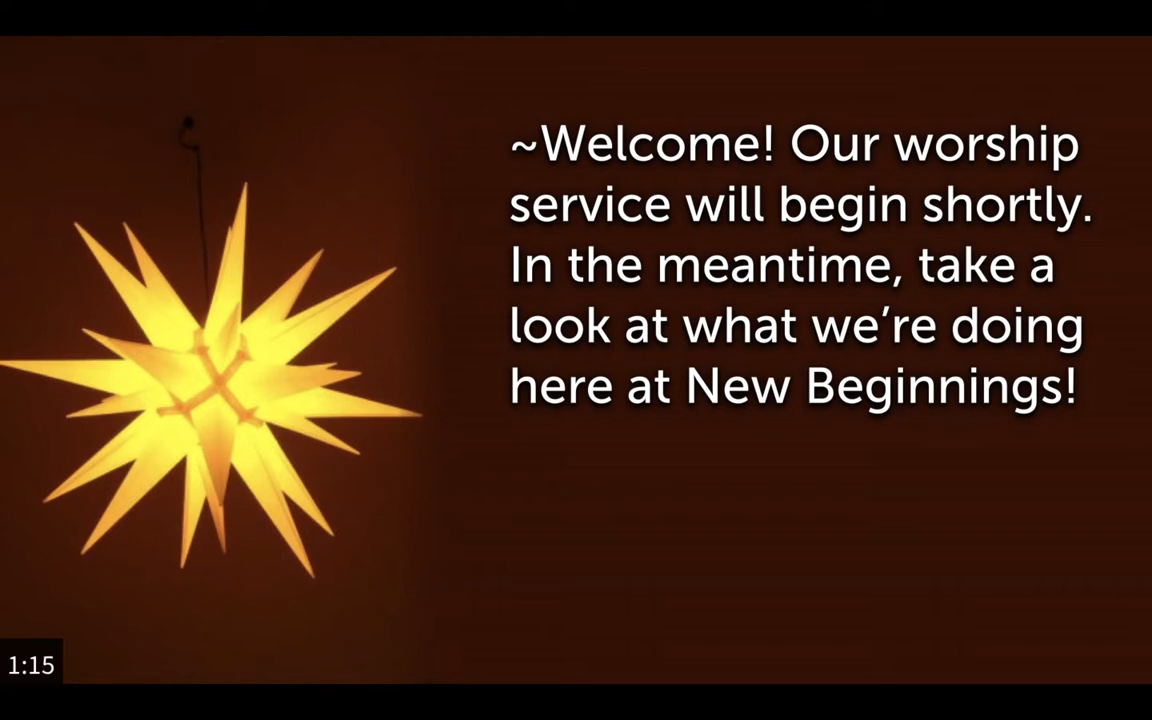 ~Welcome! Our worship
service will begin shortly.
In the meantime, take a
look at what we’re doing
here at New Beginnings!
1:15